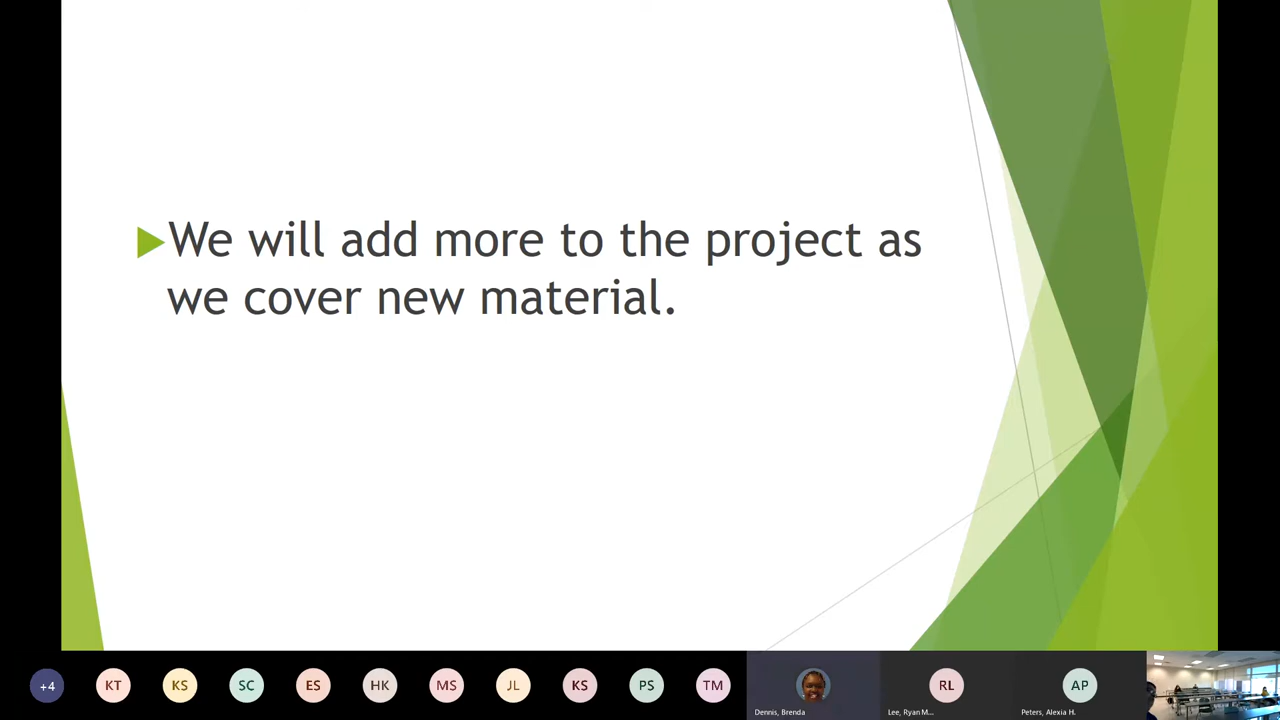 We will add more to the project as
we cover new material.
+4
KT
KS
SC
ES
HK
MS
JL
KS
PS
TM
Dennis, Brenda
RL
Lee, Ryan M...
AP
Peters, Alexia H.